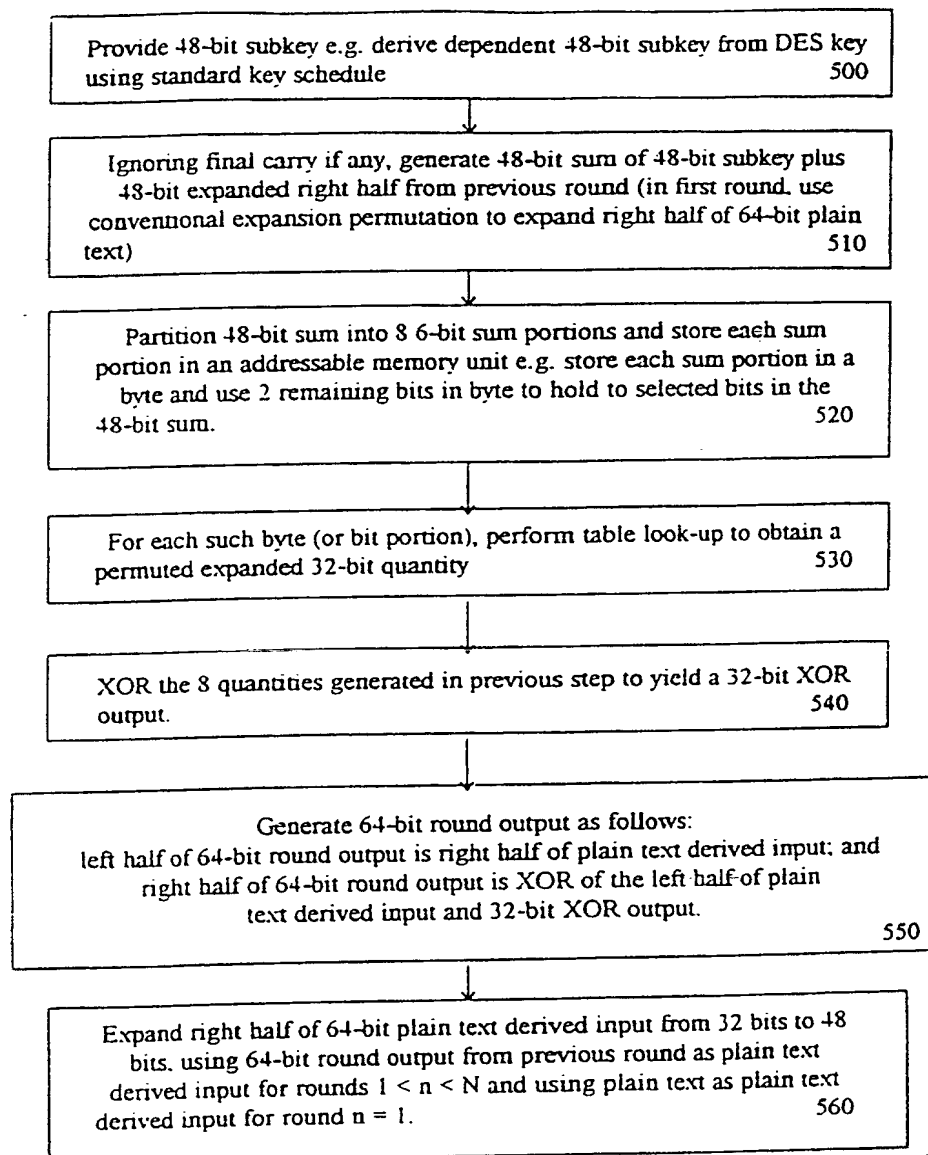 Provide 48-bit subkey e.g. derive dependent 48-bit subkey from DES key
using standard key schedule
500
Ignoring final carry if any, generate 48-bit sum of 48-bit subkey plus
48-bit expanded right half from previous round (in first round. use
conventional expansion permutation to expand right half of 64-bit plain
text)
510
Partition 48-bit sum into 8 6-bit sum portions and store each sum
portion in an addressable memory unit e.g. store each sum portion in a
byte and use 2 remaining bits in byte to hold to selected bits in the
48-bit sum.
520
For each such byte (or bit portion), perform table look-up to obtain a
permuted expanded 32-bit quantity
530
XOR the 8 quantities generated in previous step to yield a 32-bit XOR
output.
540
Generate 64-bit round output as follows:
left half of 64-bit round output is right half of plain text derived input; and
right half of 64-bit round output is XOR of the left half of plain
text derived input and 32-bit XOR output.
550
Expand right half of 64-bit plain text derived input from 32 bits to 48
bits. using 64-bit round output from previous round as plain text
derived input for rounds 1 < n < N and using plain text as plain text
derived input for round n = 1.
560